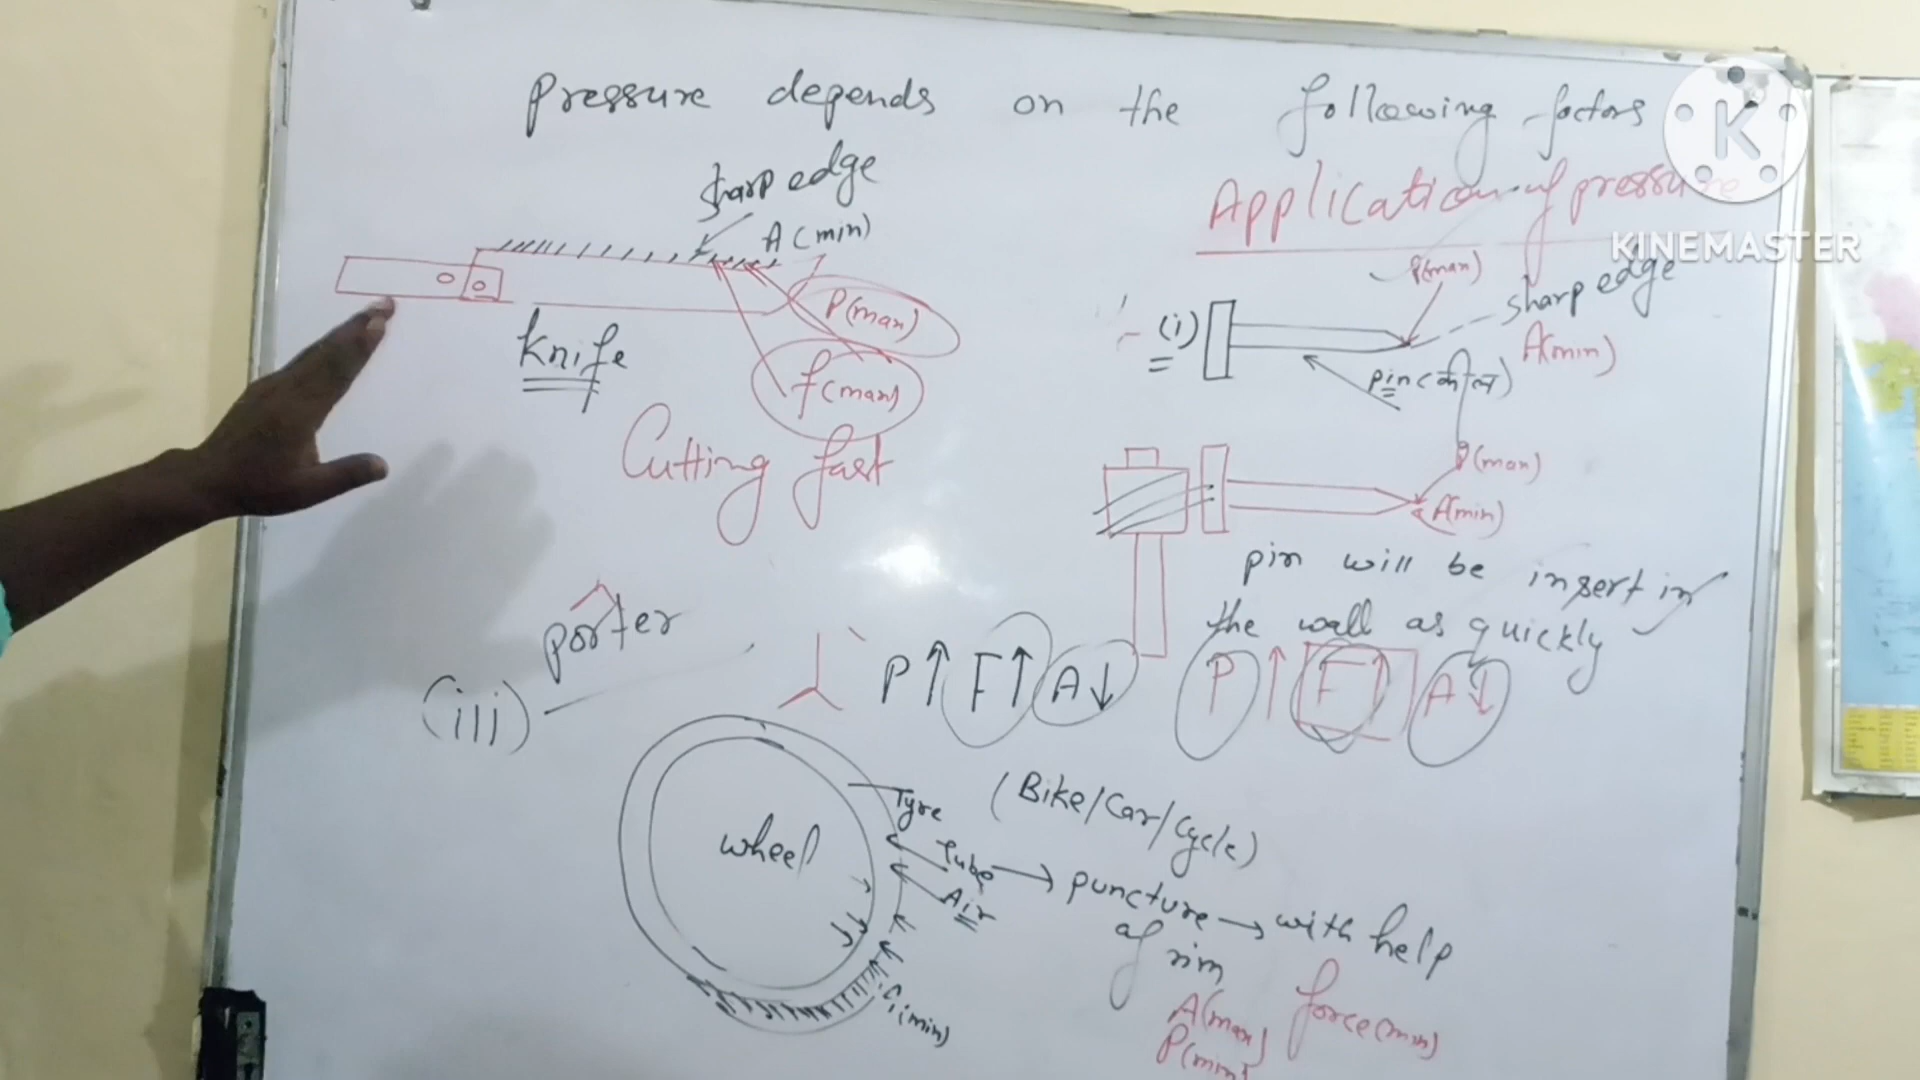 Pressure depends on the following factors
Application of pressure
KINEMASTER
sharp edge
A (min)
P(max)
f(max)
knife
Cutting fast
(i)
P(max)
sharp edge
A(min)
P(max)
A(min)
pin will be insert in
the wall as quickly
porter
(iii)
P↑ F↑ A↓
P↑ F↑ A↓
wheel
Tyre
Tube → puncture → with help
of rim
Air
(Bike/Car/Cycle)
A(max)
P(min)
force(min)